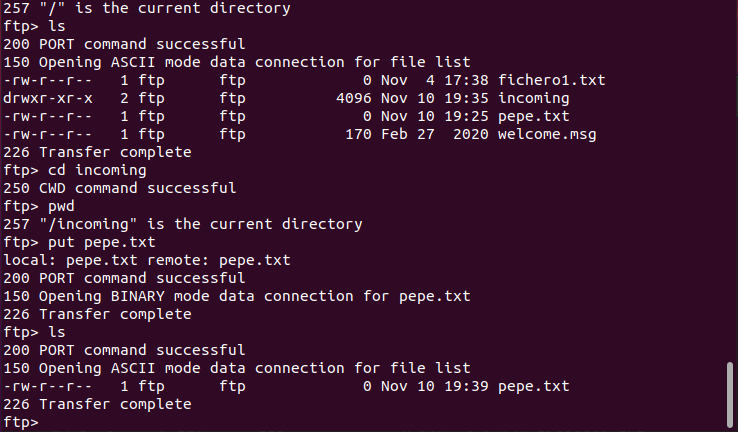 257 "/" is the current directory
ftp> ls
200 PORT command successful
150 Opening ASCII mode data connection for file list
-rw-r--r--   1 ftp      ftp             0 Nov  4 17:38 fichero1.txt
drwxr-xr-x   2 ftp      ftp          4096 Nov 10 19:35 incoming
-rw-r--r--   1 ftp      ftp             0 Nov 10 19:25 pepe.txt
-rw-r--r--   1 ftp      ftp           170 Feb 27  2020 welcome.msg
226 Transfer complete
ftp> cd incoming
250 CWD command successful
ftp> pwd
257 "/incoming" is the current directory
ftp> put pepe.txt
local: pepe.txt remote: pepe.txt
200 PORT command successful
150 Opening BINARY mode data connection for pepe.txt
226 Transfer complete
ftp> ls
200 PORT command successful
150 Opening ASCII mode data connection for file list
-rw-r--r--   1 ftp      ftp             0 Nov 10 19:39 pepe.txt
226 Transfer complete
ftp>